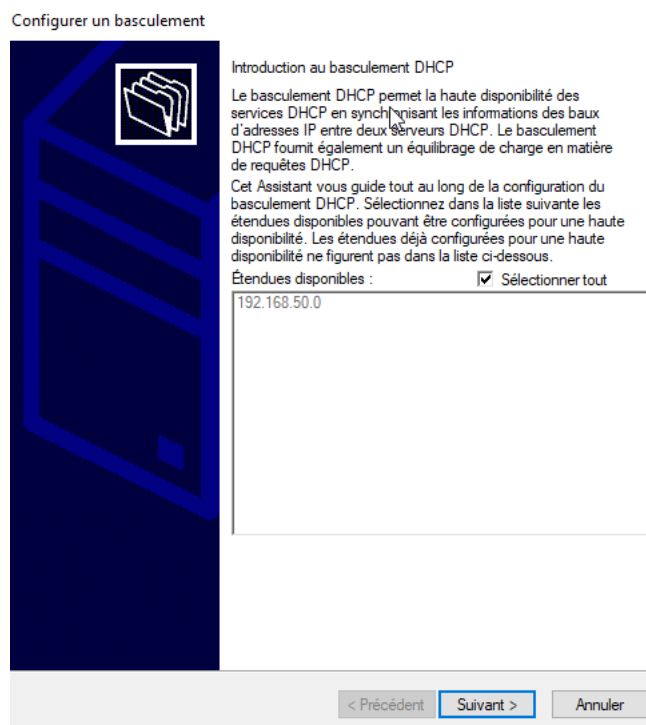 Configurer un basculement
Introduction au basculement DHCP
Le basculement DHCP permet la haute disponibilité des
services DHCP en synchronisant les informations des baux
d'adresses IP entre deux serveurs DHCP. Le basculement
DHCP fournit également un équilibrage de charge en matière
de requêtes DHCP.
Cet Assistant vous guide tout au long de la configuration du
basculement DHCP. Sélectionnez dans la liste suivante les
étendues disponibles pouvant être configurées pour une haute
disponibilité. Les étendues déjà configurées pour une haute
disponibilité ne figurent pas dans la liste ci-dessous.
Étendues disponibles : Sélectionner tout
192.168.50.0
< Précédent Suivant > Annuler